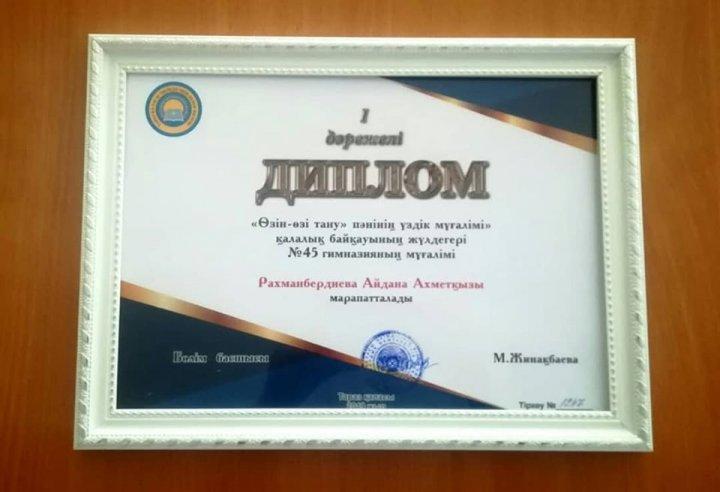 I
дәрежелі
ДИПЛОМ
«Өзін-өзі тану» пәнінің үздік мұғалімі»
қалалық байқауының жүлдегері
№45 гимназияның мұғалімі
Рахманбердиева Айдана Ахметқызы
марапатталады
Бөлім басшысы
М.Жинақбаева
Тараз қаласы
Тіркеу №